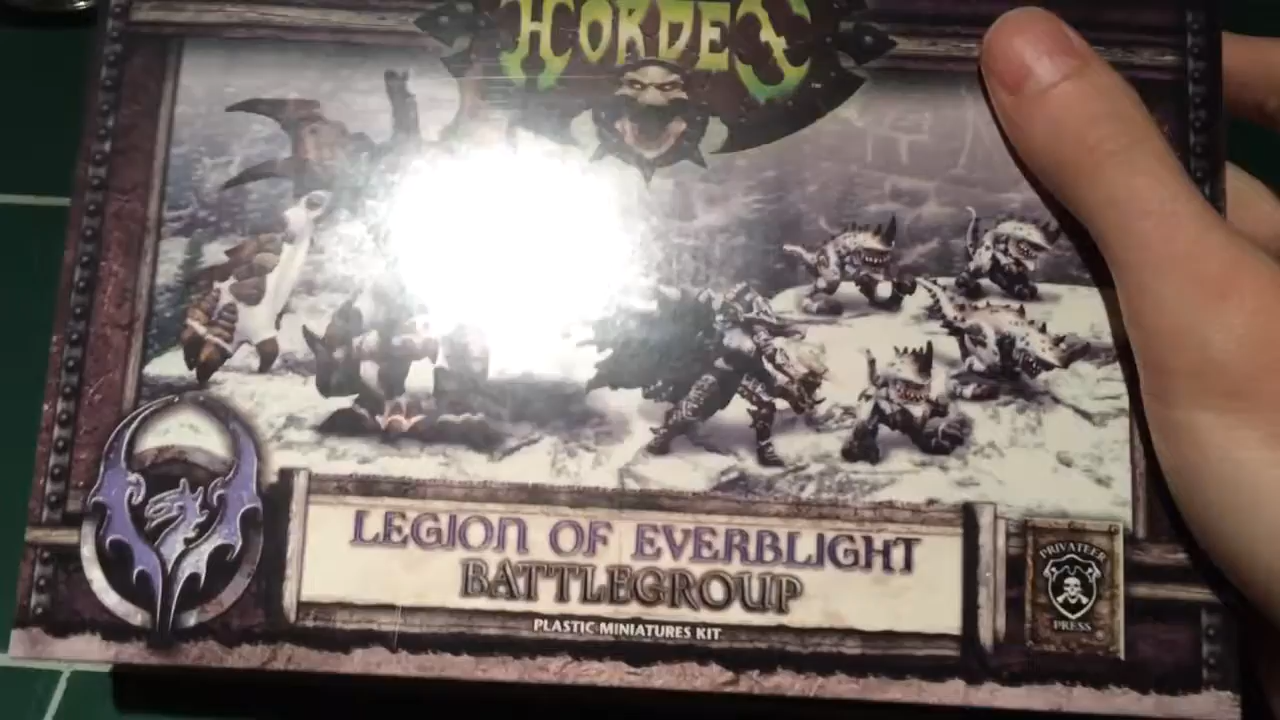 HORDES
LEGION OF EVERBLIGHT
BATTLEGROUP
PLASTIC MINIATURES KIT
PRIVATEER
PRESS